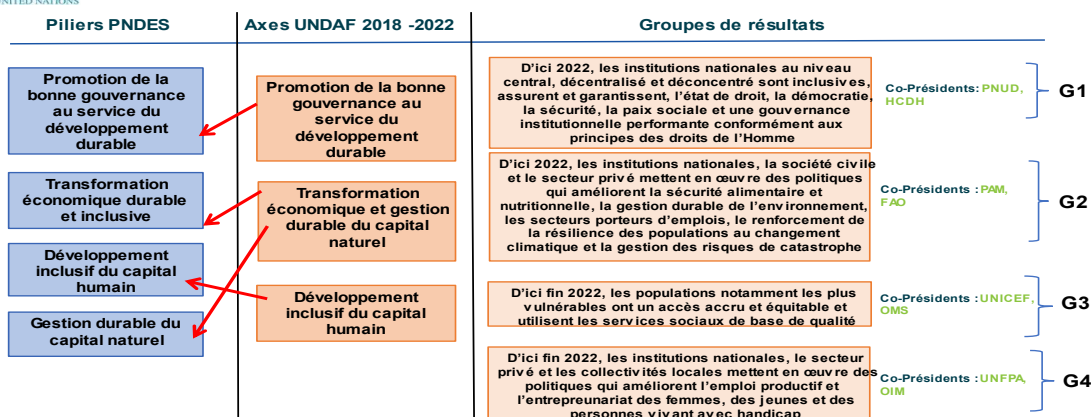 UNITED NATIONS
Piliers PNDES
Axes UNDAF 2018 -2022
Groupes de résultats
Promotion de la
bonne gouvernance
au service du
développement
durable
Transformation
économique durable
et inclusive
Développement
inclusif du capital
humain
Gestion durable du
capital naturel
Promotion de la bonne
gouvernance au
service du
développement
durable
Transformation
économique et gestion
durable du capital
naturel
Développement
inclusif du capital
humain
D'ici 2022, les institutions nationales au niveau
central, décentralisé et déconcentré sont inclusives,
assurent et garantissent, l'état de droit, la démocratie,
la sécurité, la paix sociale et une gouvernance
institutionnelle performante conformément aux
principes des droits de l'Homme
Co-Présidents: PNUD,
HCDH
G1
D'ici 2022, les institutions nationales, la société civile
et le secteur privé mettent en œuvre des politiques
qui améliorent la sécurité alimentaire et
nutritionnelle, la gestion durable de l'environnement,
les secteurs porteurs d'emplois, le renforcement de
la résilience des populations au changement
climatique et la gestion des risques de catastrophe
Co-Présidents : PAM,
FAO
G2
D'ici fin 2022, les populations notamment les plus
vulnérables ont un accès accru et équitable et
utilisent les services sociaux de base de qualité
Co-Présidents :UNICEF,
OMS
G3
D'ici fin 2022, les institutions nationales, le secteur
privé et les collectivités locales mettent en œuvre des
politiques qui améliorent l'emploi productif et
l'entrepreunariat des femmes, des jeunes et des
personnes vivant avec handicap
Co-Présidents : UNFPA,
OIM
G4